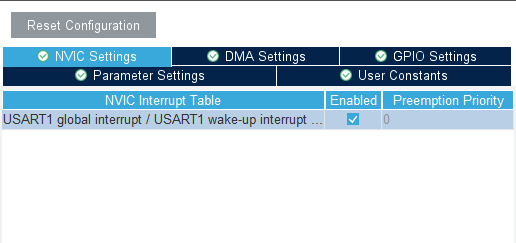 Reset Configuration
NVIC Settings DMA Settings GPIO Settings
Parameter Settings User Constants
NVIC Interrupt Table Enabled Preemption Priority
USART1 global interrupt / USART1 wake-up interrupt ... 0